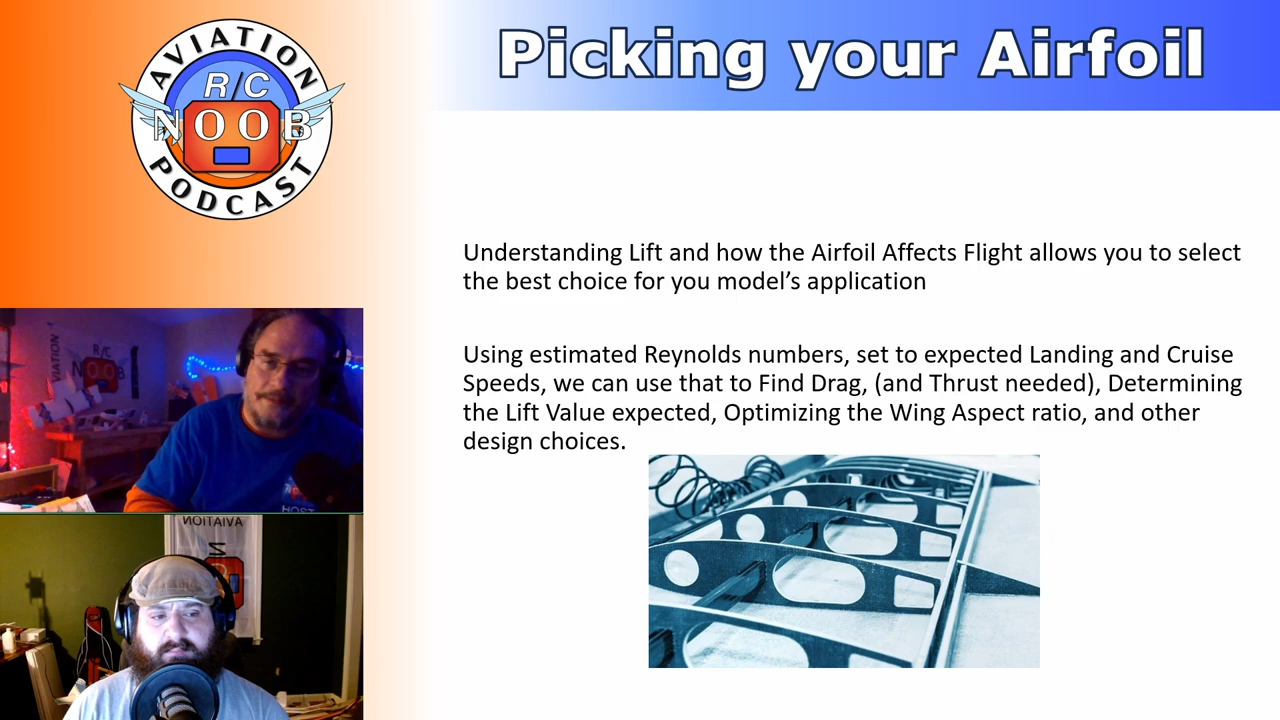 AVIATION
R/C
NOOB
PODCAST
Picking your Airfoil
Understanding Lift and how the Airfoil Affects Flight allows you to select
the best choice for you model’s application
Using estimated Reynolds numbers, set to expected Landing and Cruise
Speeds, we can use that to Find Drag, (and Thrust needed), Determining
the Lift Value expected, Optimizing the Wing Aspect ratio, and other
design choices.
R/C
NOOB
HOST
AVIATION